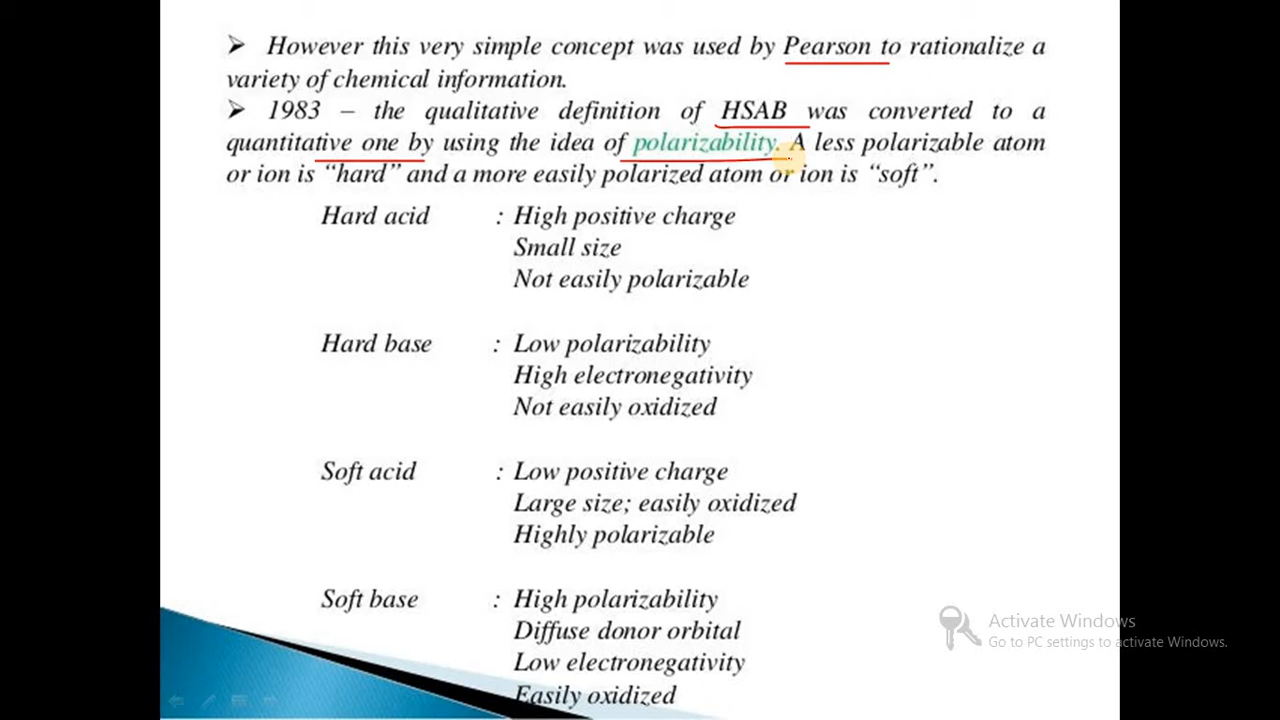 ➢ However this very simple concept was used by Pearson to rationalize a
variety of chemical information.
➢ 1983 – the qualitative definition of HSAB was converted to a
quantitative one by using the idea of polarizability. A less polarizable atom
or ion is “hard” and a more easily polarized atom or ion is “soft”.
Hard acid : High positive charge
Small size
Not easily polarizable
Hard base : Low polarizability
High electronegativity
Not easily oxidized
Soft acid : Low positive charge
Large size; easily oxidized
Highly polarizable
Soft base : High polarizability
Diffuse donor orbital
Low electronegativity
Easily oxidized
Activate Windows
Go to PC settings to activate Windows.